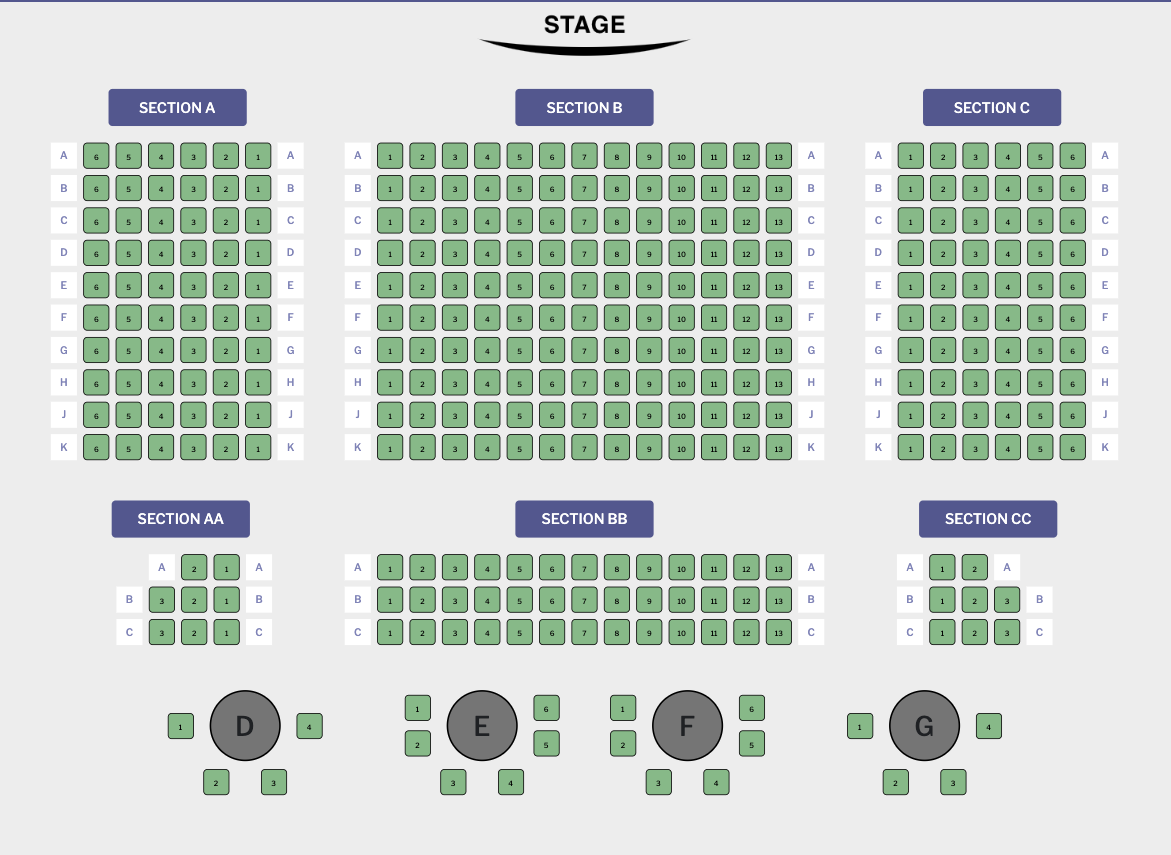 STAGE
SECTION A SECTION B SECTION C
A 6 5 4 3 2 1 A A 1 2 3 4 5 6 7 8 9 10 11 12 13 A A 1 2 3 4 5 6 A
B 6 5 4 3 2 1 B B 1 2 3 4 5 6 7 8 9 10 11 12 13 B B 1 2 3 4 5 6 B
C 6 5 4 3 2 1 C C 1 2 3 4 5 6 7 8 9 10 11 12 13 C C 1 2 3 4 5 6 C
D 6 5 4 3 2 1 D D 1 2 3 4 5 6 7 8 9 10 11 12 13 D D 1 2 3 4 5 6 D
E 6 5 4 3 2 1 E E 1 2 3 4 5 6 7 8 9 10 11 12 13 E E 1 2 3 4 5 6 E
F 6 5 4 3 2 1 F F 1 2 3 4 5 6 7 8 9 10 11 12 13 F F 1 2 3 4 5 6 F
G 6 5 4 3 2 1 G G 1 2 3 4 5 6 7 8 9 10 11 12 13 G G 1 2 3 4 5 6 G
H 6 5 4 3 2 1 H H 1 2 3 4 5 6 7 8 9 10 11 12 13 H H 1 2 3 4 5 6 H
J 6 5 4 3 2 1 J J 1 2 3 4 5 6 7 8 9 10 11 12 13 J J 1 2 3 4 5 6 J
K 6 5 4 3 2 1 K K 1 2 3 4 5 6 7 8 9 10 11 12 13 K K 1 2 3 4 5 6 K
SECTION AA SECTION BB SECTION CC
A 2 1 A A 1 2 3 4 5 6 7 8 9 10 11 12 13 A A 1 2 A
B 3 2 1 B B 1 2 3 4 5 6 7 8 9 10 11 12 13 B B 1 2 3 B
C 3 2 1 C C 1 2 3 4 5 6 7 8 9 10 11 12 13 C C 1 2 3 C
1 6 1 6
1 D 4 E F 1 G 4
2 5 2 5
2 3 3 4 3 4 2 3